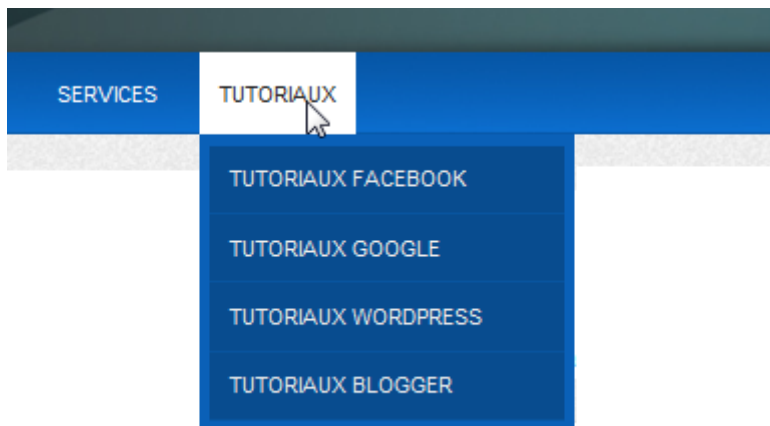 SERVICES
TUTORIAUX
TUTORIAUX FACEBOOK
TUTORIAUX GOOGLE
TUTORIAUX WORDPRESS
TUTORIAUX BLOGGER